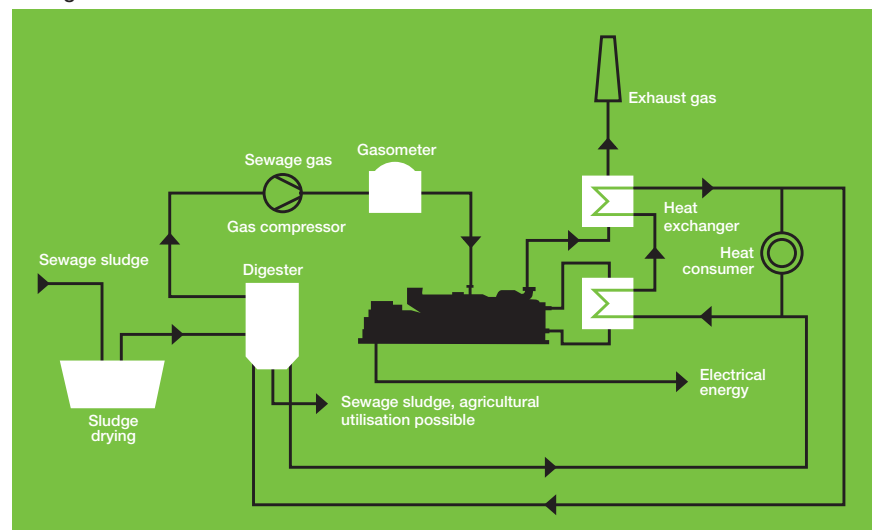 Exhaust gas
Gasometer
Sewage gas
Gas compressor
Heat
exchanger
Heat
consumer
Sewage sludge
Digester
Electrical
energy
Sewage sludge, agricultural
utilisation possible
Sludge
drying